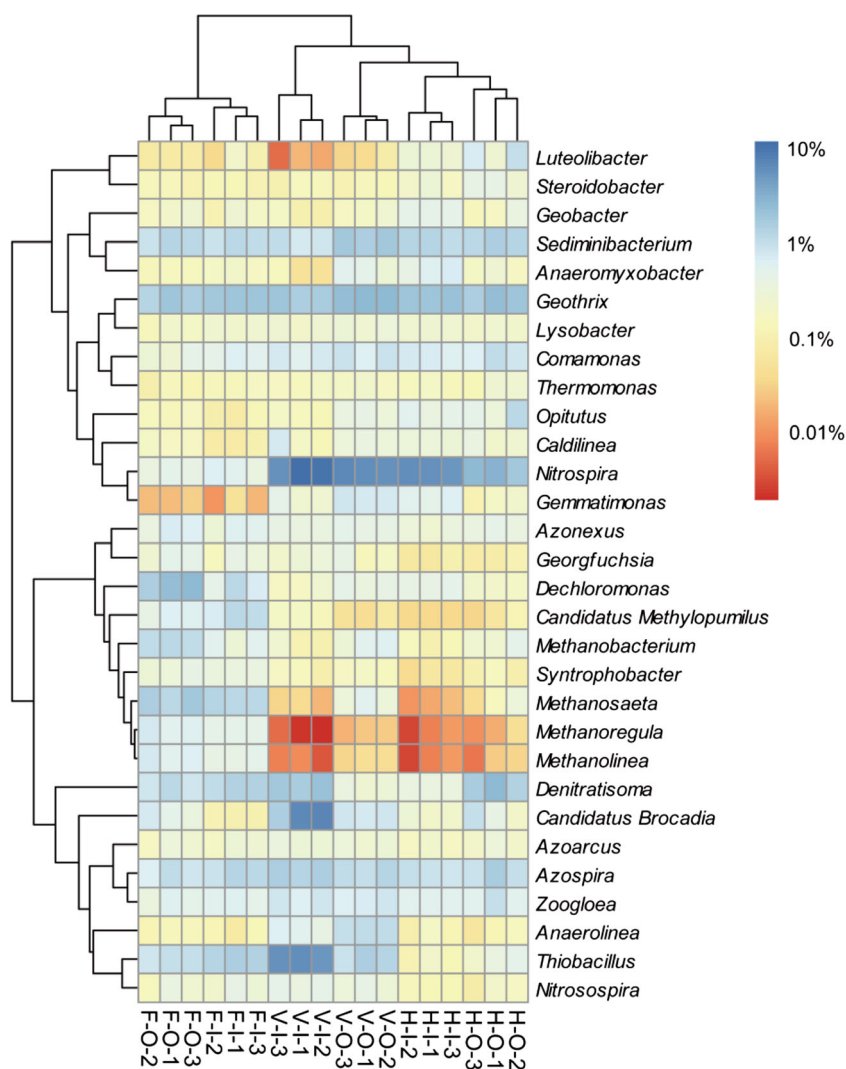 Luteolibacter
Steroidobacter
Geobacter
Sediminibacterium
Anaeromyxobacter
Geothrix
Lysobacter
Comamonas
Thermomonas
Opitutus
Caldilinea
Nitrospira
Gemmatimonas
Azonexus
Georgfuchsia
Dechloromonas
Candidatus Methylopumilus
Methanobacterium
Syntrophobacter
Methanosaeta
Methanoregula
Methanolinea
Denitratisoma
Candidatus Brocadia
Azoarcus
Azospira
Zoogloea
Anaerolinea
Thiobacillus
Nitrosospira
10%
1%
0.1%
0.01%
F-O-2
F-O-1
F-O-3
F-I-2
F-I-1
F-I-3
V-I-3
V-I-1
V-I-2
V-O-3
V-O-1
V-O-2
H-I-2
H-I-1
H-I-3
H-O-3
H-O-1
H-O-2